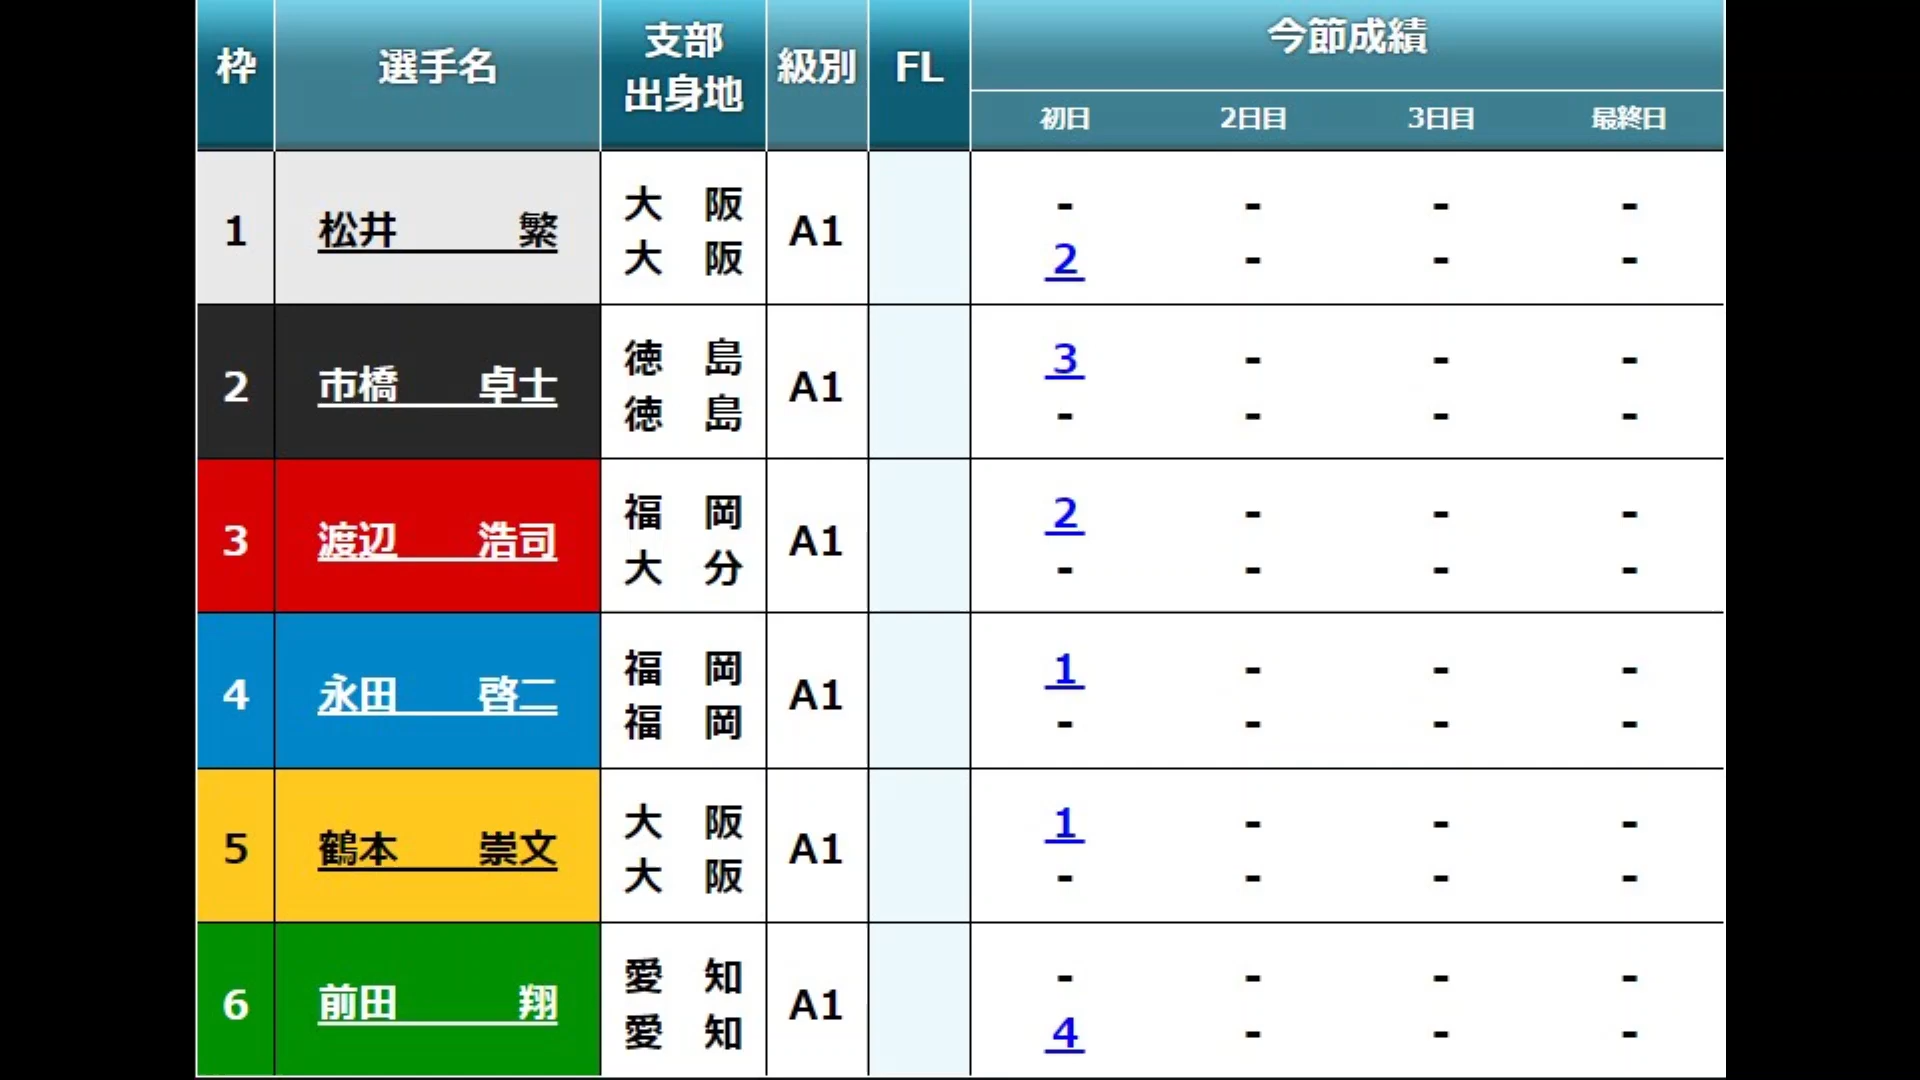 枠 選手名 支部 出身地 級別 FL 今節成績
初日 2日目 3日目 最終日
1 松井 繁 大阪 A1 - - - -
大阪 2 - - -
2 市橋 卓士 徳島 A1 3 - - -
徳島 - - - -
3 渡辺 浩司 福岡 A1 2 - - -
大分 - - - -
4 永田 啓二 福岡 A1 1 - - -
福岡 - - - -
5 鶴本 崇文 大阪 A1 1 - - -
大阪 - - - -
6 前田 翔 愛知 A1 - - - -
愛知 4 - - -